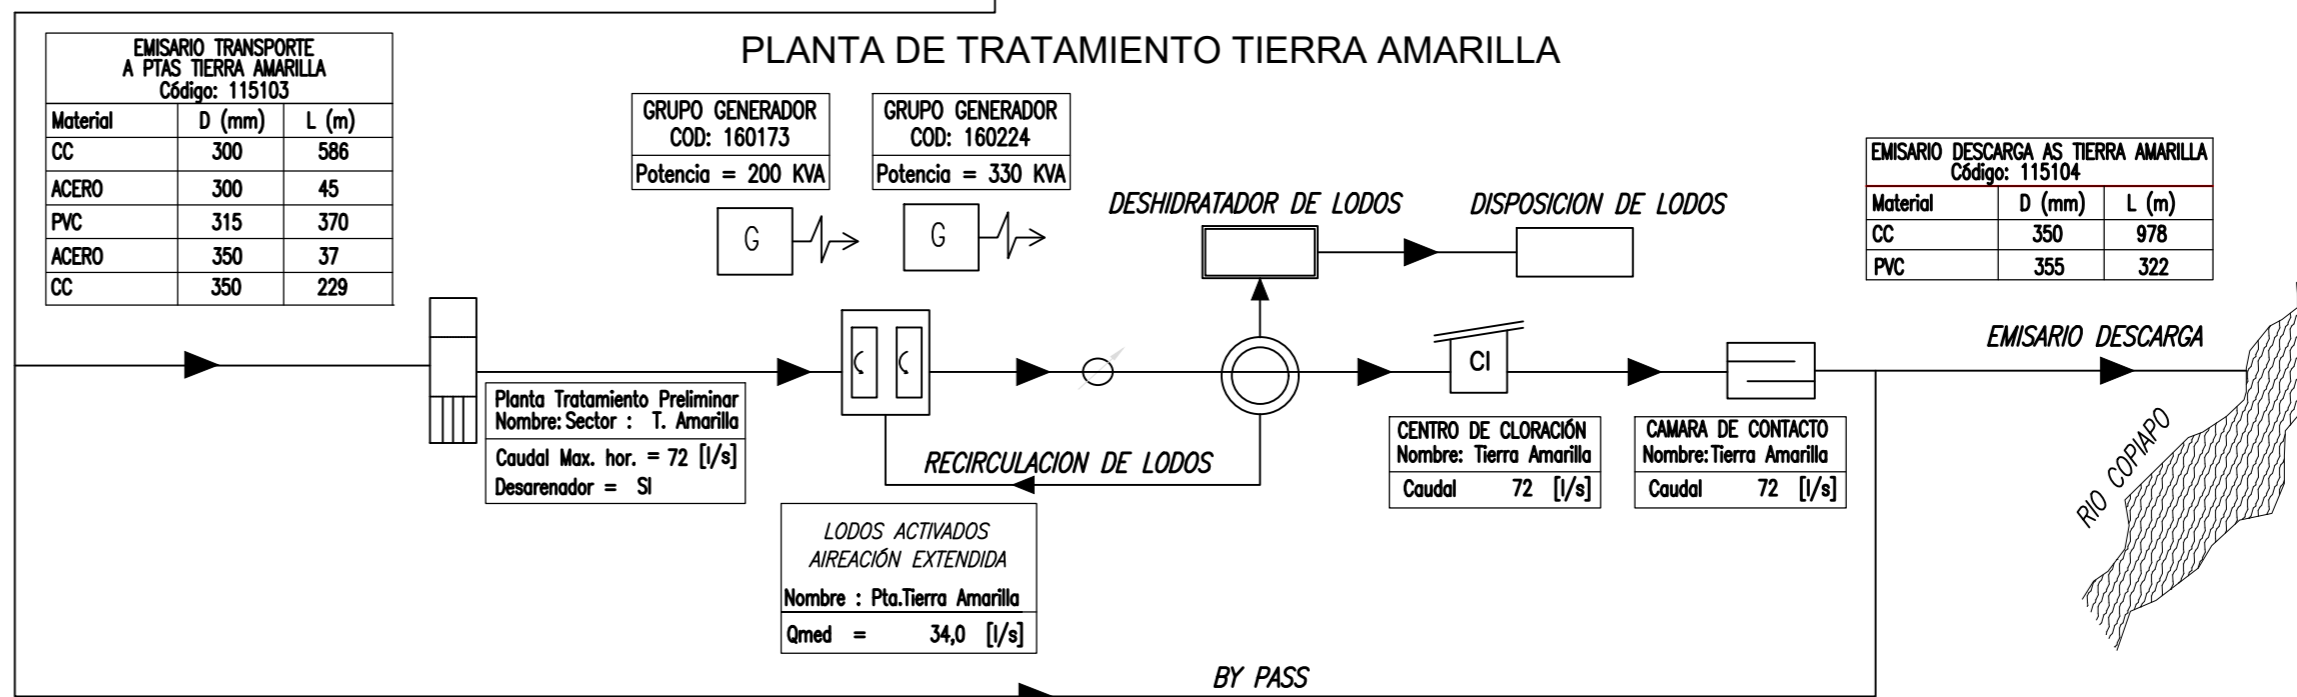 PLANTA DE TRATAMIENTO TIERRA AMARILLA
EMISARIO TRANSPORTE
A PTAS TIERRA AMARILLA
Código: 115103
Material D (mm) L (m)
CC 300 586
ACERO 300 45
PVC 315 370
ACERO 350 37
CC 350 229
GRUPO GENERADOR
COD: 160173
Potencia = 200 KVA
G
GRUPO GENERADOR
COD: 160224
Potencia = 330 KVA
G
DESHIDRATADOR DE LODOS
DISPOSICION DE LODOS
EMISARIO DESCARGA AS TIERRA AMARILLA
Código: 115104
Material D (mm) L (m)
CC 350 978
PVC 355 322
EMISARIO DESCARGA
Cl
Planta Tratamiento Preliminar
Nombre: Sector : T. Amarilla
Caudal Max. hor. = 72 [l/s]
Desarenador = SI
RECIRCULACION DE LODOS
CENTRO DE CLORACIÓN
Nombre: Tierra Amarilla
Caudal 72 [l/s]
CAMARA DE CONTACTO
Nombre: Tierra Amarilla
Caudal 72 [l/s]
RIO COPIAPO
LODOS ACTIVADOS
AIREACIÓN EXTENDIDA
Nombre : Pta.Tierra Amarilla
Qmed = 34,0 [l/s]
BY PASS